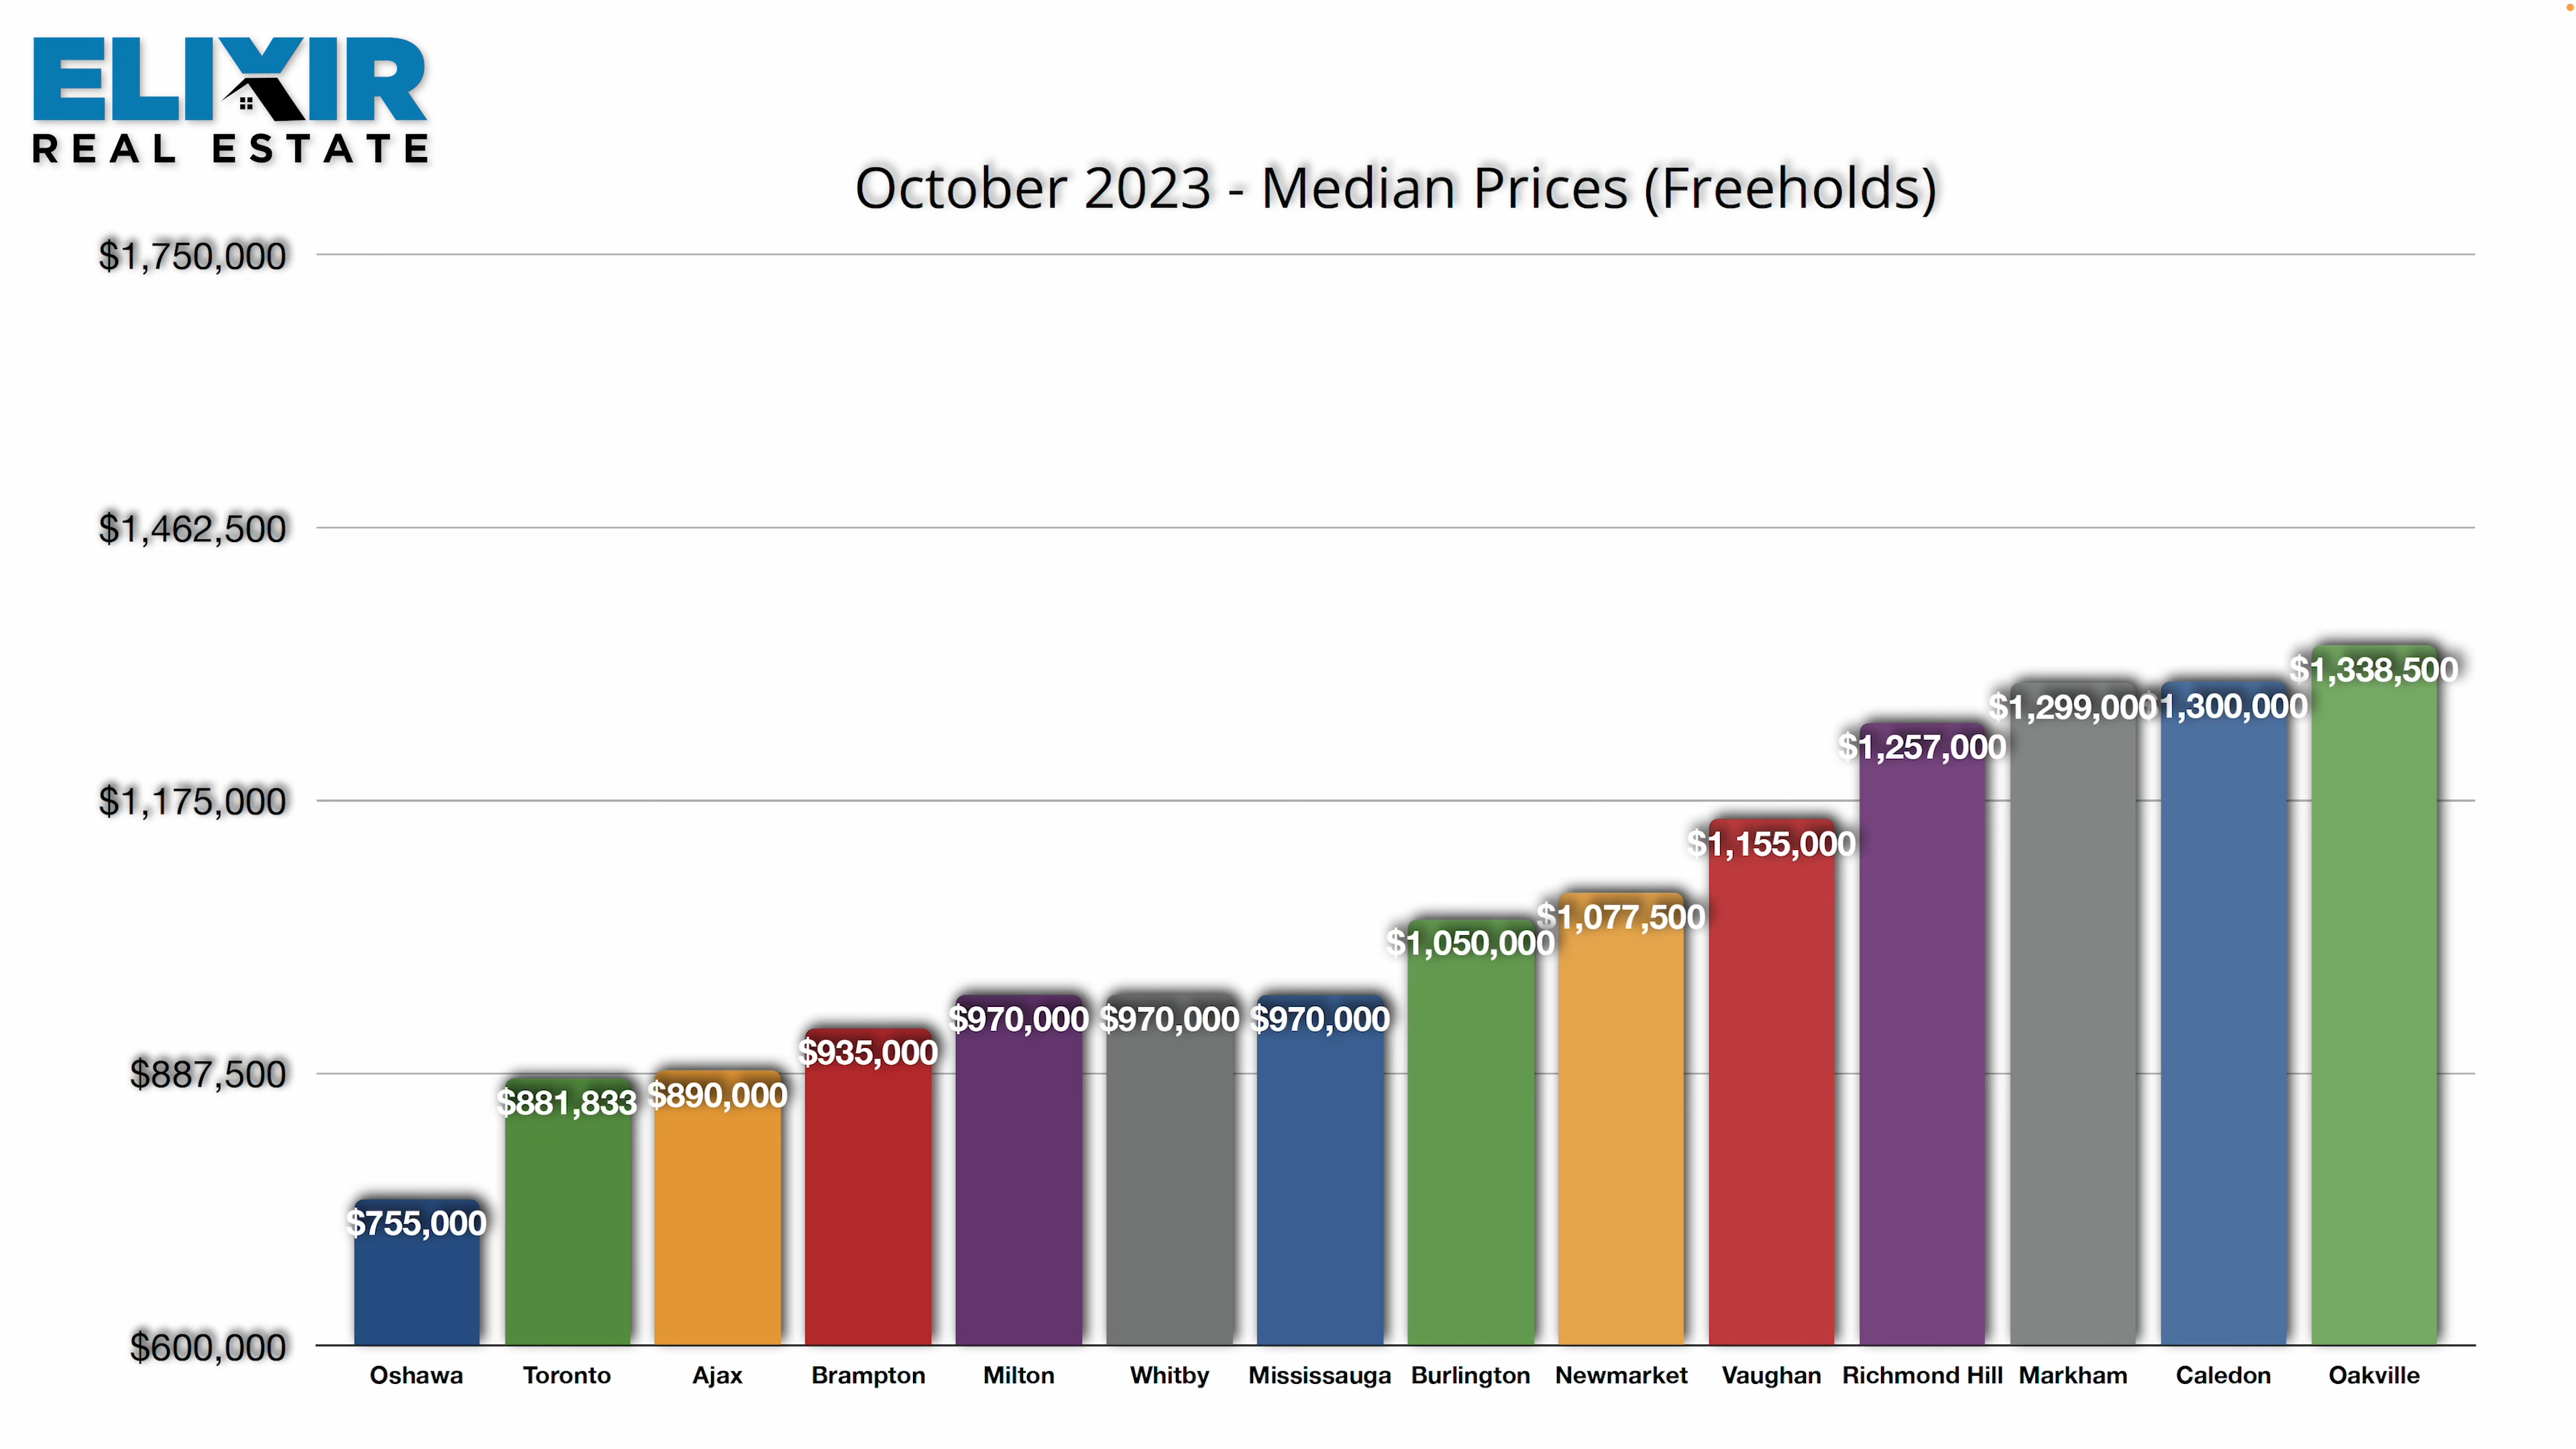 ELIXIR
REAL ESTATE
October 2023 - Median Prices (Freeholds)
$1,750,000
$1,462,500
$1,175,000
$887,500
$600,000
$755,000
$881,833
$890,000
$935,000
$970,000
$970,000
$970,000
$1,050,000
$1,077,500
$1,155,000
$1,257,000
$1,299,000
1,300,000
$1,338,500
Oshawa
Toronto
Ajax
Brampton
Milton
Whitby
Mississauga
Burlington
Newmarket
Vaughan
Richmond Hill
Markham
Caledon
Oakville